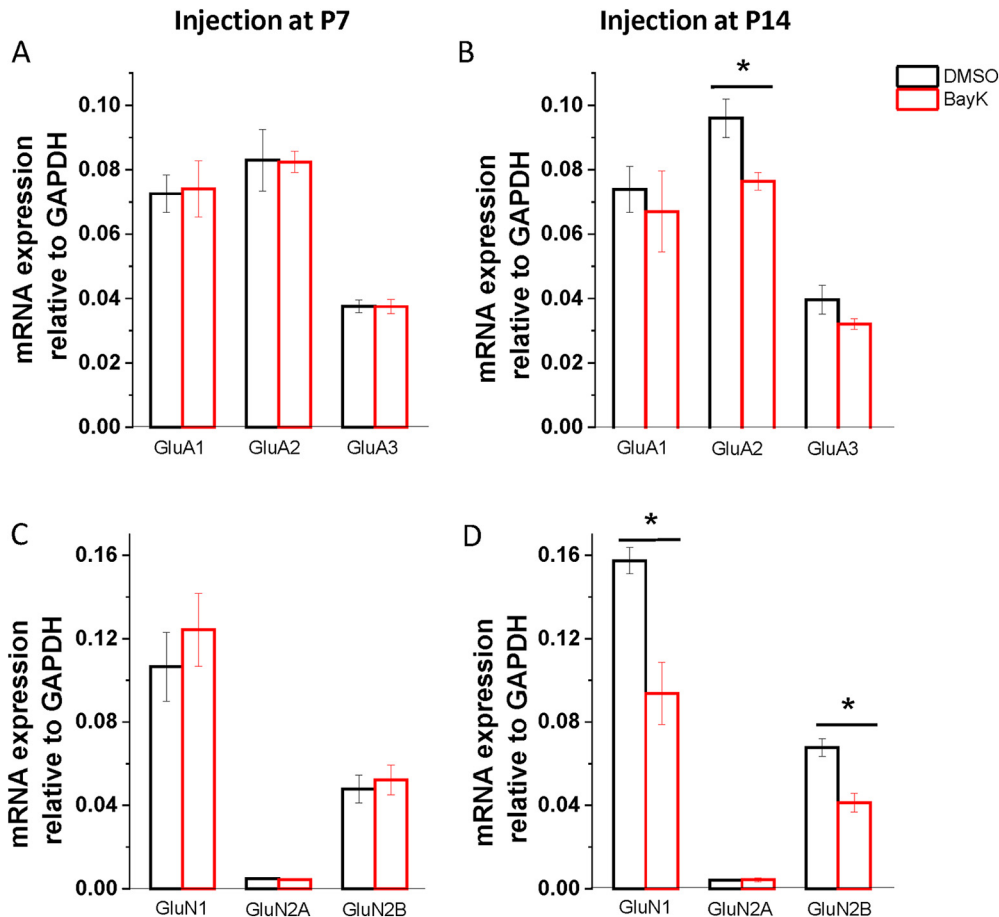 Injection at P7
Injection at P14
A
B
DMSO
BayK
*
mRNA expression
relative to GAPDH
0.10
0.08
0.06
0.04
0.02
0.00
GluA1 GluA2 GluA3
mRNA expression
relative to GAPDH
0.10
0.08
0.06
0.04
0.02
0.00
GluA1 GluA2 GluA3
C
mRNA expression
relative to GAPDH
0.16
0.12
0.08
0.04
0.00
GluN1 GluN2A GluN2B
D
*
*
mRNA expression
relative to GAPDH
0.16
0.12
0.08
0.04
0.00
GluN1 GluN2A GluN2B